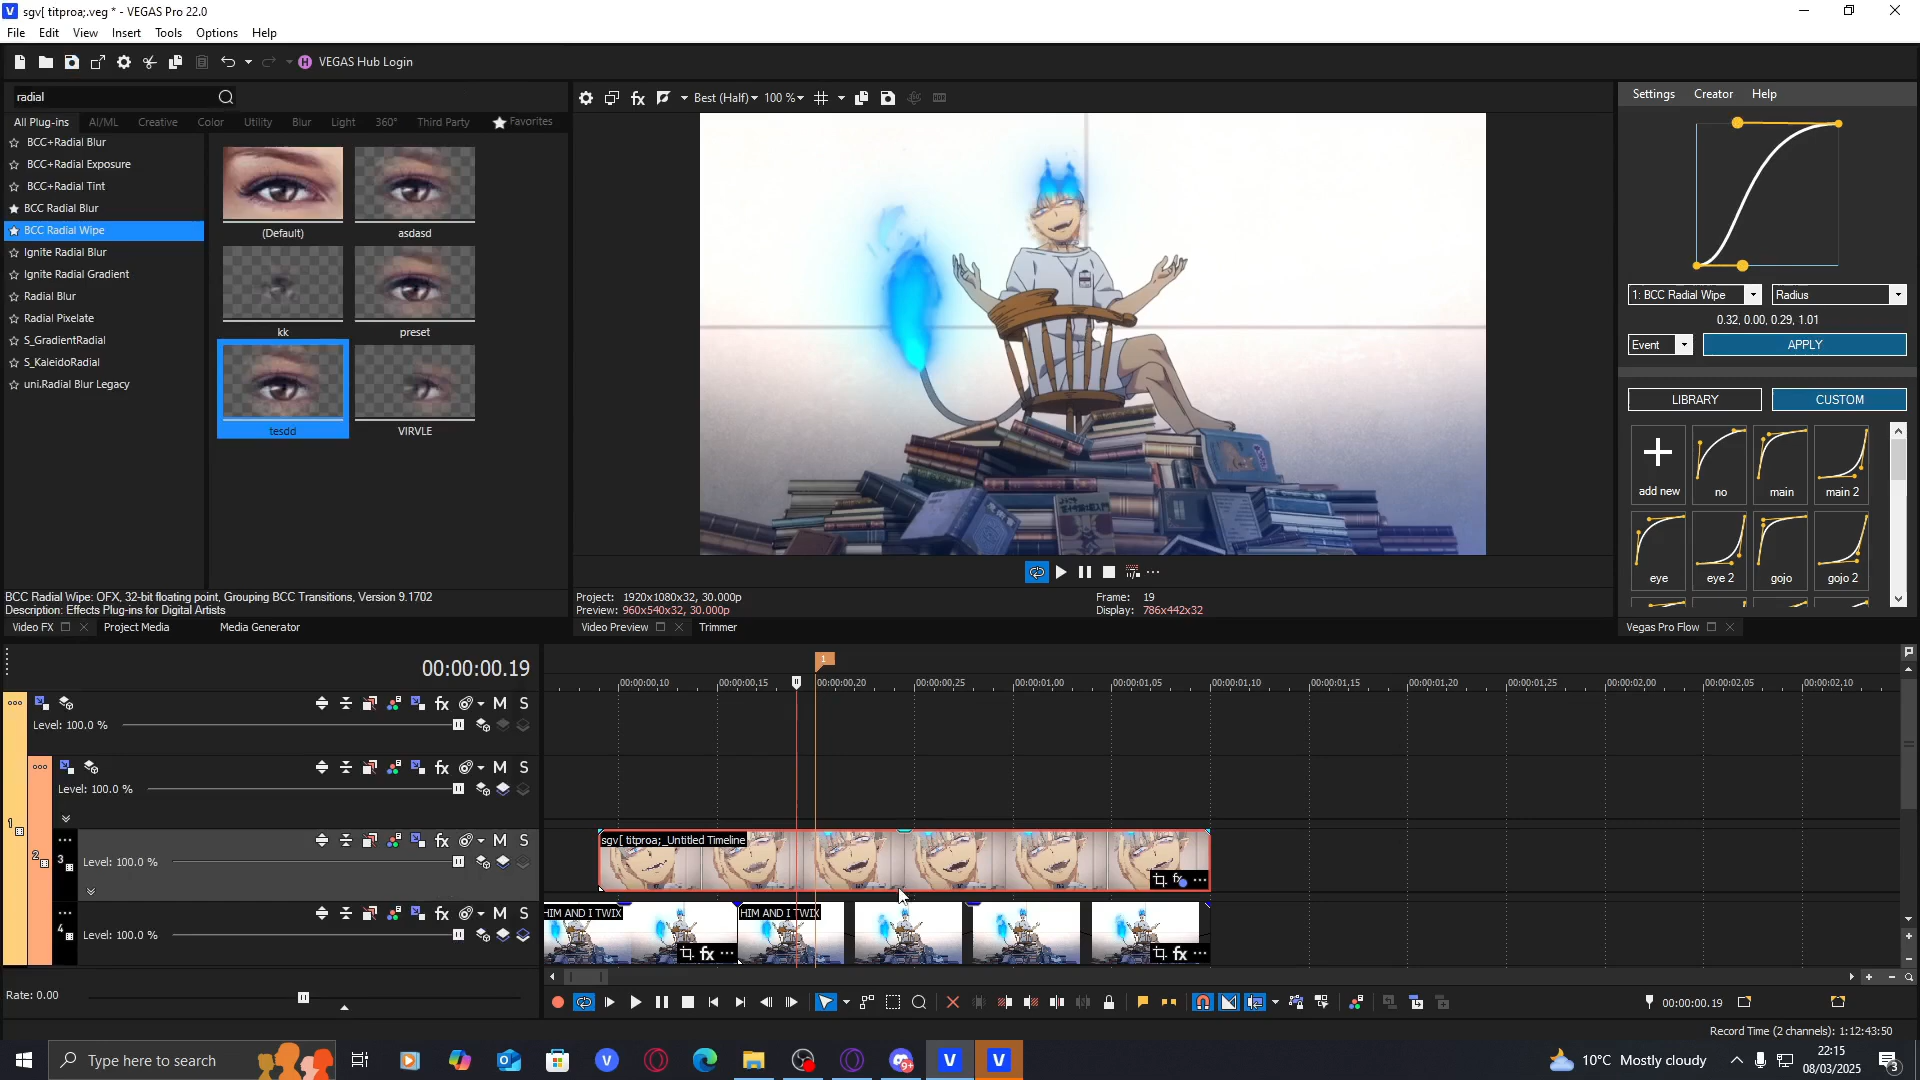 sgv[ titproa;.veg * - VEGAS Pro 22.0
File Edit View Insert Tools Options Help
VEGAS Hub Login
radial
All Plug-ins AI/ML Creative Color Utility Blur Light 360° Third Party Favorites
BCC+Radial Blur
BCC+Radial Exposure
BCC+Radial Tint
BCC Radial Blur
BCC Radial Wipe
Ignite Radial Blur
Ignite Radial Gradient
Radial Blur
Radial Pixelate
S_GradientRadial
S_KaleidoRadial
uni.Radial Blur Legacy
(Default) asdasd
kk preset
tesdd VIRVLE
BCC Radial Wipe: OFX, 32-bit floating point, Grouping BCC Transitions, Version 9.1702
Description: Effects Plug-ins for Digital Artists
Video FX Project Media Media Generator
Best (Half) 100 %
Project: 1920x1080x32, 30.000p
Preview: 960x540x32, 30.000p
Frame: 19
Display: 786x442x32
Video Preview Trimmer
Settings Creator Help
1: BCC Radial Wipe Radius
0.32, 0.00, 0.29, 1.01
Event APPLY
LIBRARY CUSTOM
add new no main main 2
eye eye 2 gojo gojo 2
Vegas Pro Flow
00:00:00.19
1
00:00:00.10 00:00:00.15 00:00:00.20 00:00:00.25 00:00:01.00 00:00:01.05 00:00:01.10 00:00:01.15 00:00:01.20 00:00:01.25 00:00:02.00 00:00:02.05 00:00:02.10
M S
Level: 100.0 %
M S
Level: 100.0 %
1
2
3
M S
Level: 100.0 %
sgv[ titproa;_Untitled Timeline
fx
4
M S
Level: 100.0 %
HIM AND I TWIX HIM AND I TWIX
fx fx
Rate: 0.00
00:00:00.19
Record Time (2 channels): 1:12:43:50
Type here to search
9+
10°C Mostly cloudy
22:15
08/03/2025
3